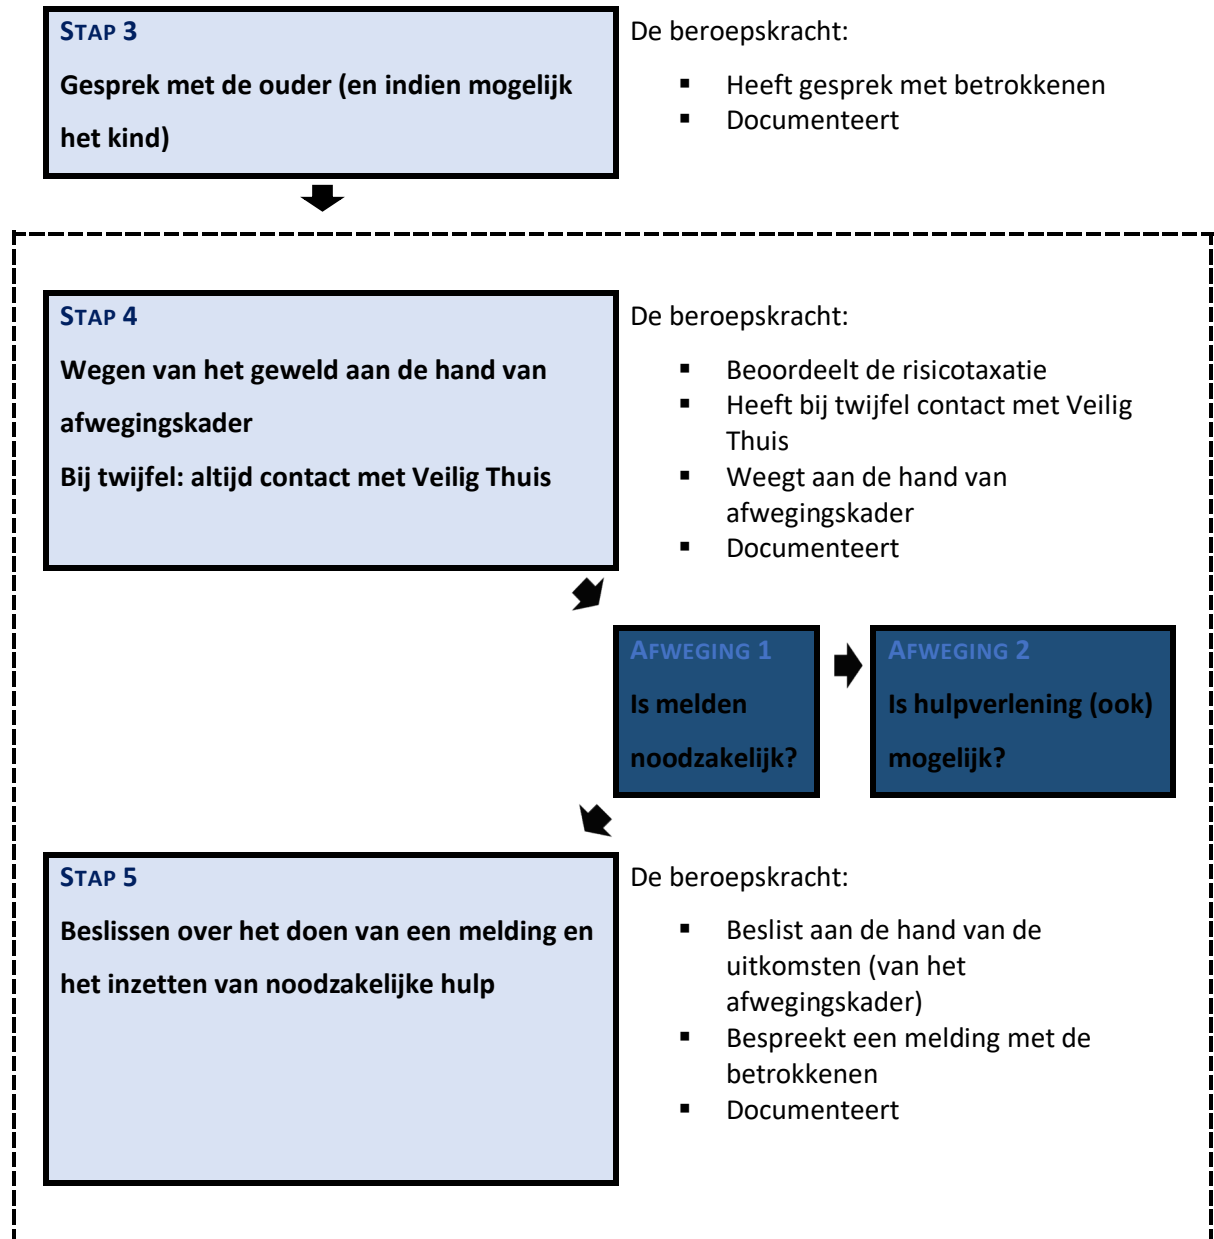 STAP 3
Gesprek met de ouder (en indien mogelijk
het kind)
De beroepskracht:
▪ Heeft gesprek met betrokkenen
▪ Documenteert
STAP 4
Wegen van het geweld aan de hand van
afwegingskader
Bij twijfel: altijd contact met Veilig Thuis
De beroepskracht:
▪ Beoordeelt de risicotaxatie
▪ Heeft bij twijfel contact met Veilig
Thuis
▪ Weegt aan de hand van
afwegingskader
▪ Documenteert
AFWEGING 1
Is melden
noodzakelijk?
AFWEGING 2
Is hulpverlening (ook)
mogelijk?
STAP 5
Beslissen over het doen van een melding en
het inzetten van noodzakelijke hulp
De beroepskracht:
▪ Beslist aan de hand van de
uitkomsten (van het
afwegingskader)
▪ Bespreekt een melding met de
betrokkenen
▪ Documenteert